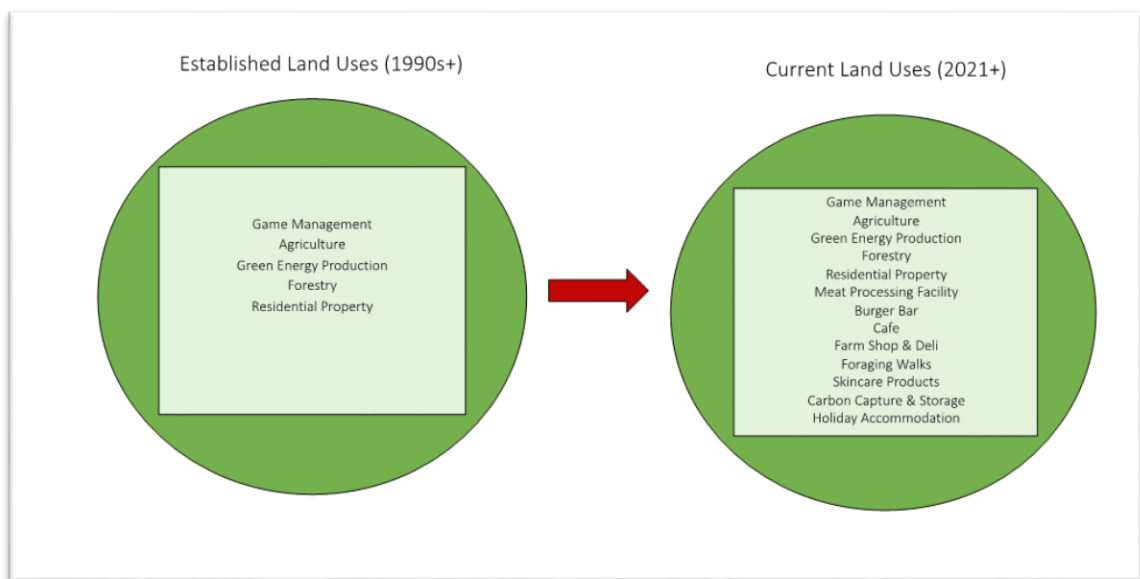 Established Land Uses (1990s+)
Game Management
Agriculture
Green Energy Production
Forestry
Residential Property
Current Land Uses (2021+)
Game Management
Agriculture
Green Energy Production
Forestry
Residential Property
Meat Processing Facility
Burger Bar
Cafe
Farm Shop & Deli
Foraging Walks
Skincare Products
Carbon Capture & Storage
Holiday Accommodation